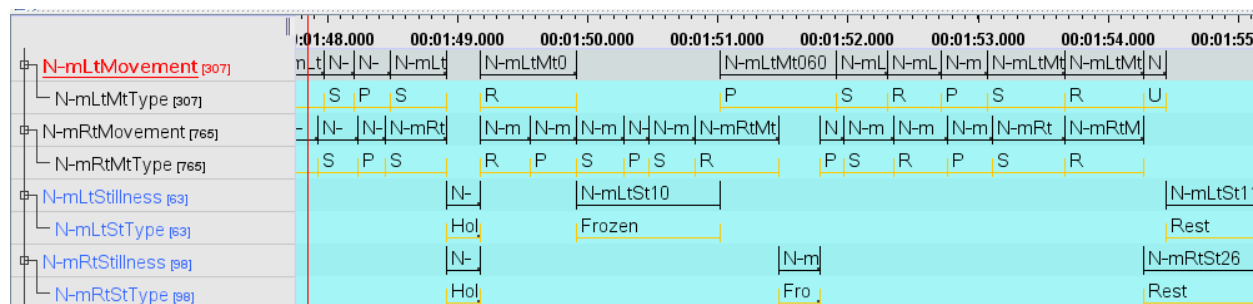 :01:48.000 00:01:49.000 00:01:50.000 00:01:51.000 00:01:52.000 00:01:53.000 00:01:54.000 00:01:55
N-mLtMovement [307] nLt N- N- N-mLt N-mLtMt0 N-mLtMt060 N-mL N-mL N-m N-mLtMt N-mLtMt N
N-mLtMtType [307] S P S R P S R P S R U
N-mRtMovement [765] - N- N- N-mRt N-m N-m N-m N- N-m N-mRtMt N N-m N-m N-m N-mRt N-mRtM
N-mRtMtType [765] S P S R P S P S R P S R P S R
N-mLtStillness [63] N- N-mLtSt10 N-mLtSt11
N-mLtStType [63] Hol Frozen Rest
N-mRtStillness [98] N- N-m N-mRtSt26
N-mRtStType [98] Hol Fro Rest